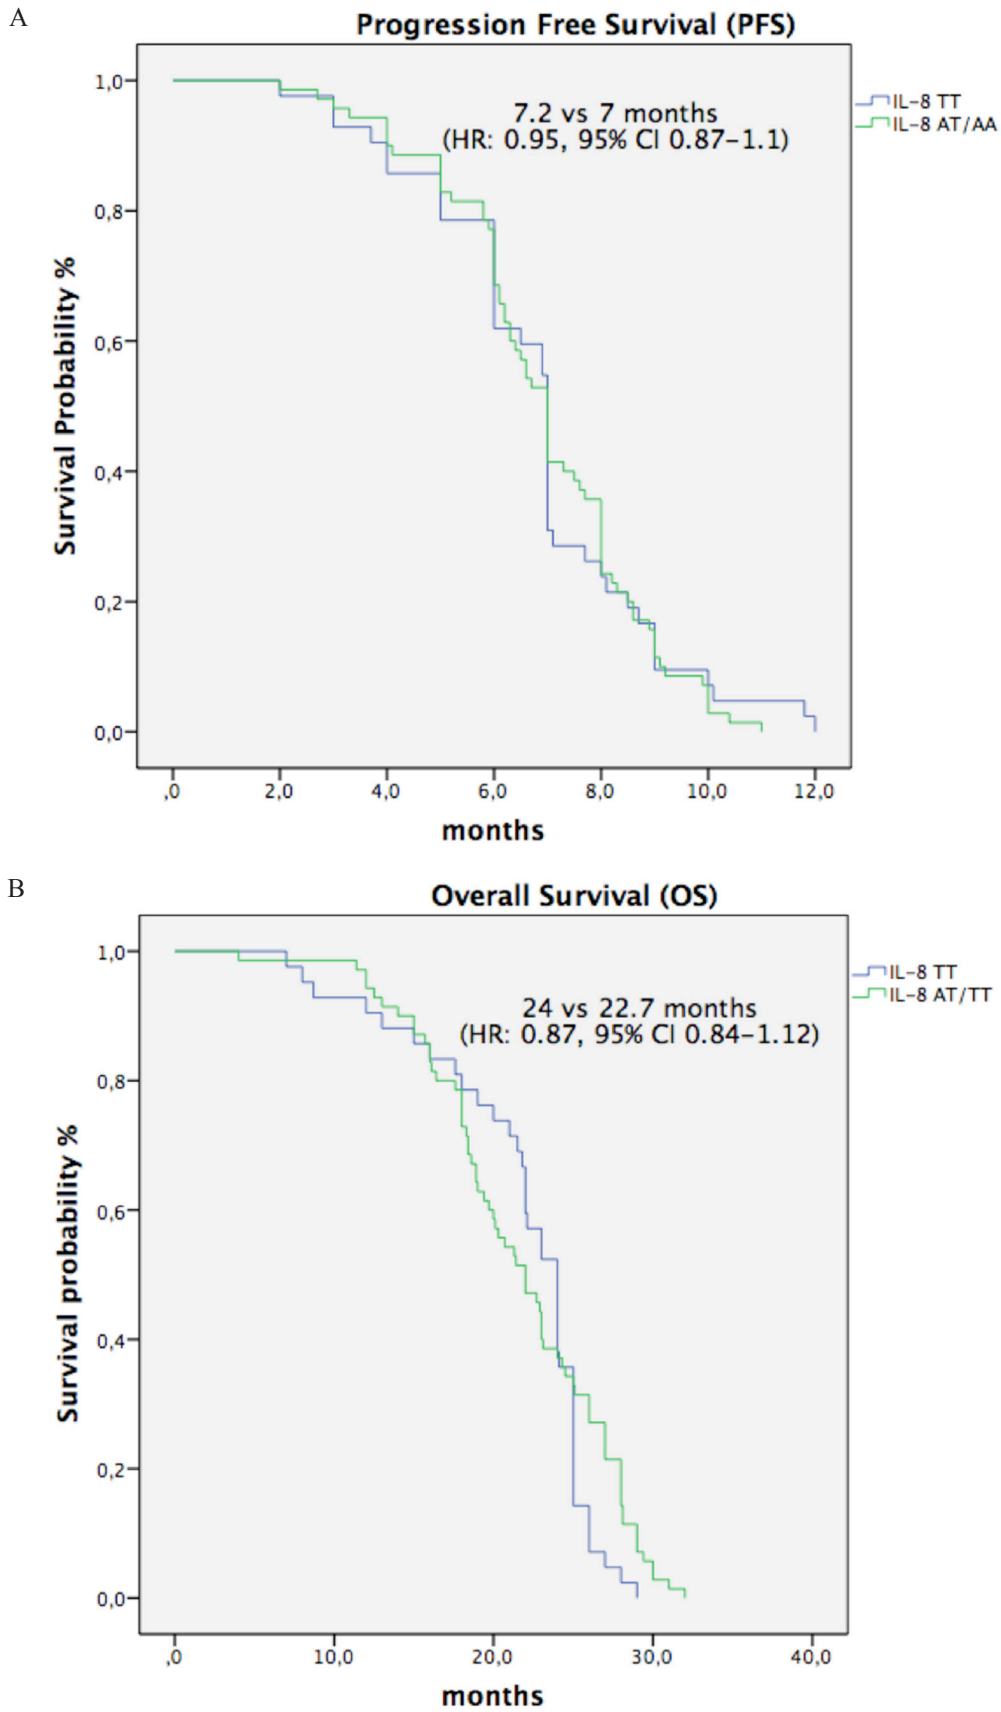 A
Progression Free Survival (PFS)
7.2 vs 7 months
(HR: 0.95, 95% CI 0.87–1.1)
IL-8 TT
IL-8 AT/AA
Survival Probability %
1,0
0,8
0,6
0,4
0,2
0,0
,0 2,0 4,0 6,0 8,0 10,0 12,0
months
B
Overall Survival (OS)
24 vs 22.7 months
(HR: 0.87, 95% CI 0.84–1.12)
IL-8 TT
IL-8 AT/TT
Survival probability %
1,0
0,8
0,6
0,4
0,2
0,0
,0 10,0 20,0 30,0 40,0
months